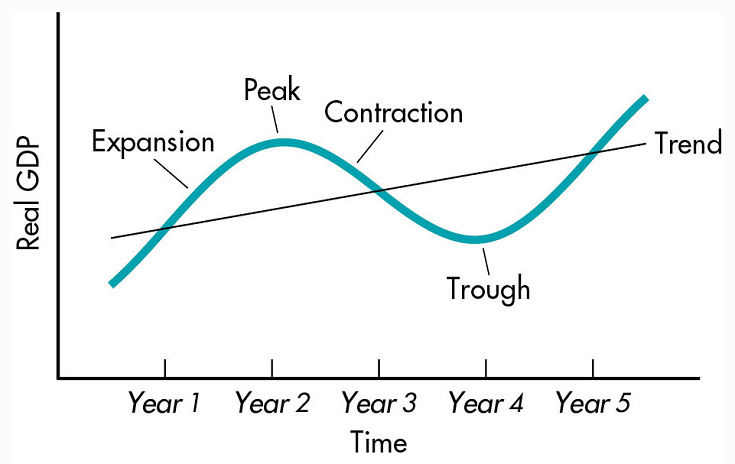 Peak
Contraction
Expansion
Trend
Real GDP
Trough
Year 1 Year 2 Year 3 Year 4 Year 5
Time